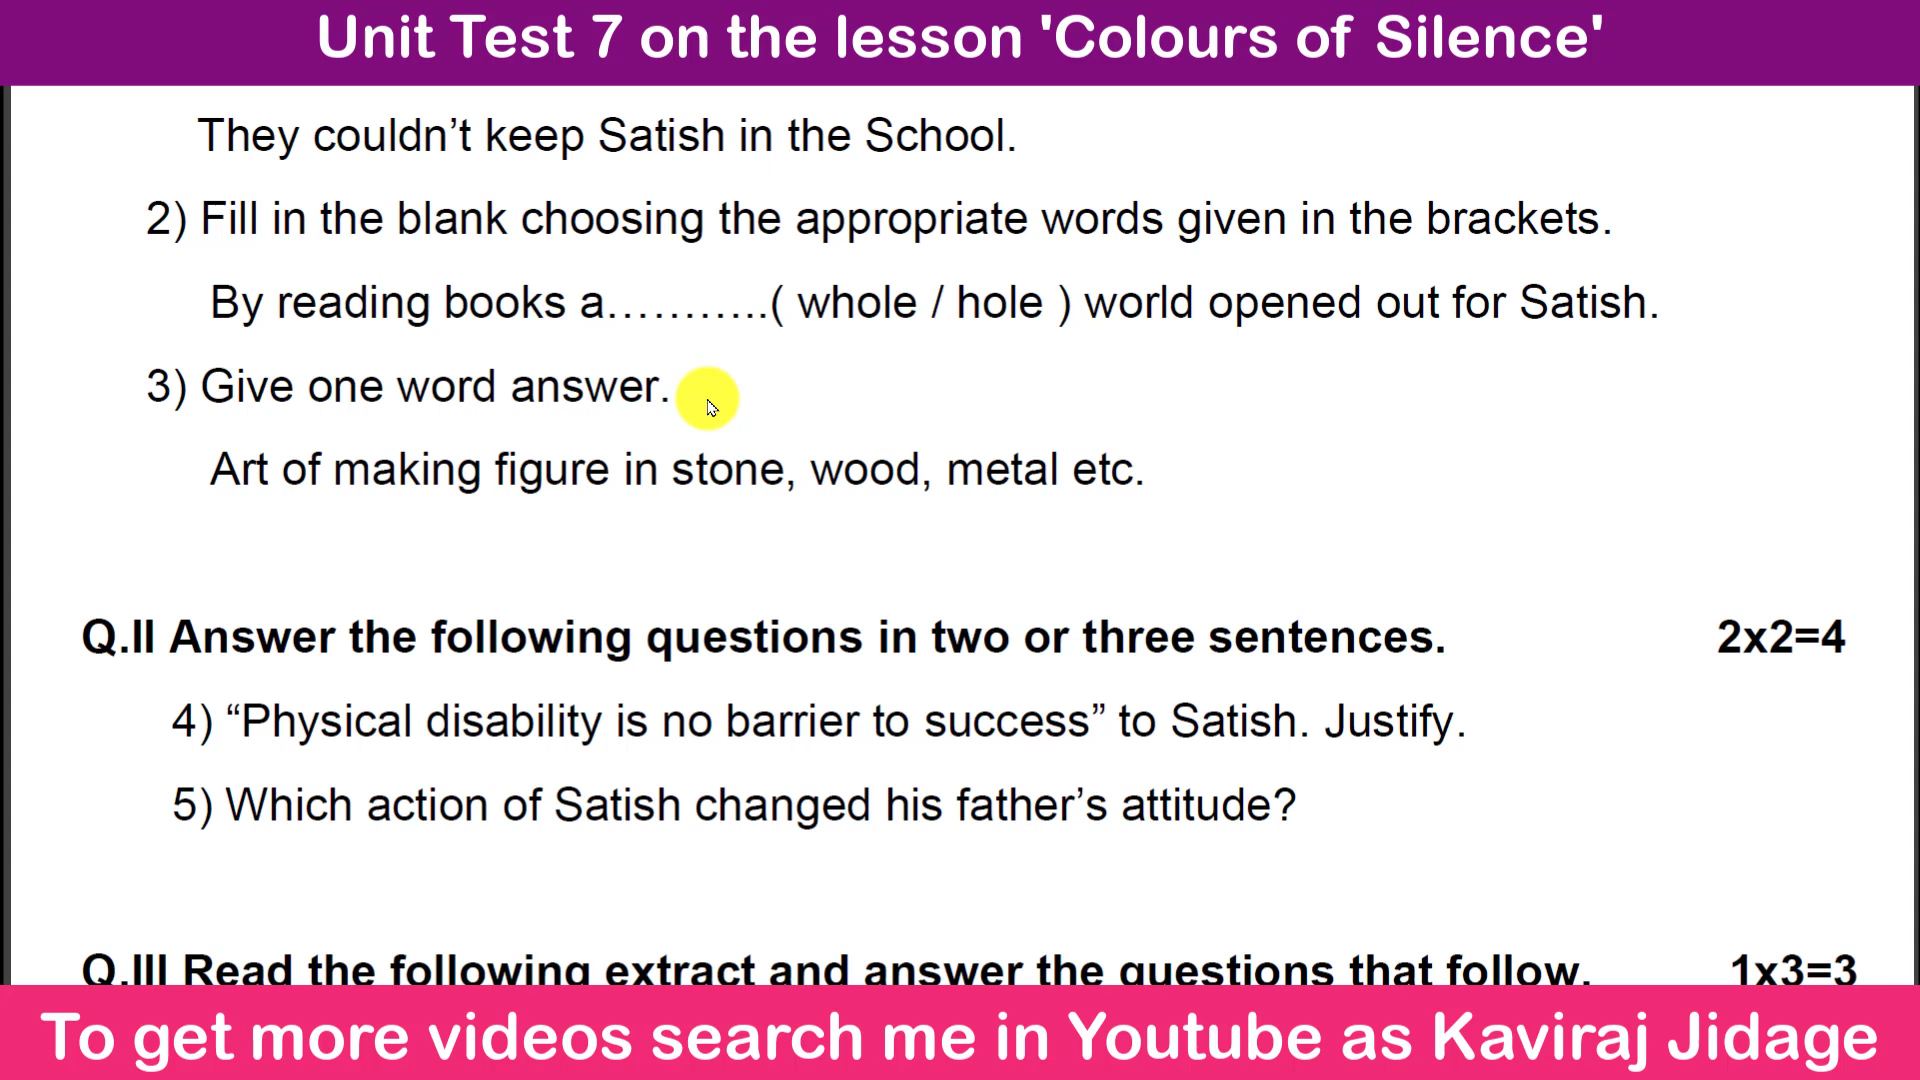 Unit Test 7 on the lesson 'Colours of Silence'
They couldn’t keep Satish in the School.
2) Fill in the blank choosing the appropriate words given in the brackets.
By reading books a………..( whole / hole ) world opened out for Satish.
3) Give one word answer.
Art of making figure in stone, wood, metal etc.
Q.II Answer the following questions in two or three sentences. 2x2=4
4) “Physical disability is no barrier to success” to Satish. Justify.
5) Which action of Satish changed his father’s attitude?
Q.III Read the following extract and answer the questions that follow. 1x3=3
To get more videos search me in Youtube as Kaviraj Jidage